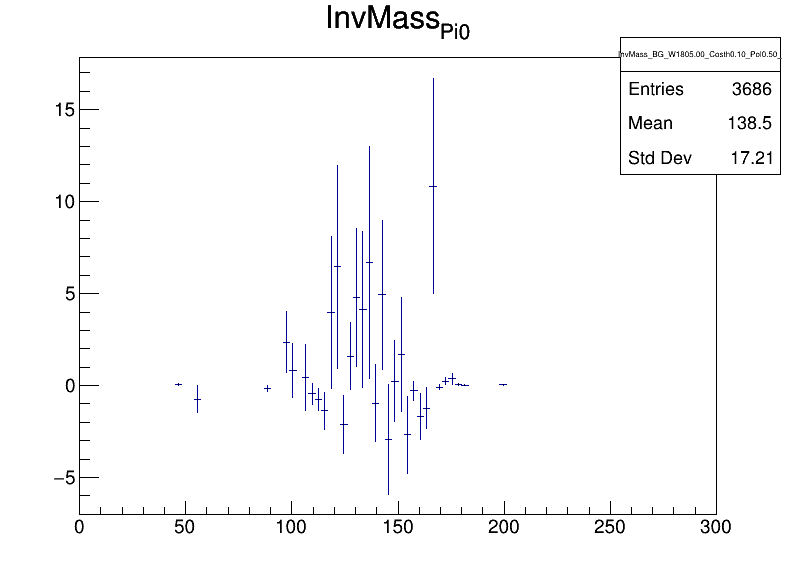 InvMassPi0
InvMass_BG_W1805.00_Costh0.10_Pol0.50_
Entries 3686
Mean 138.5
Std Dev 17.21
15
10
5
0
−5
0 50 100 150 200 250 300